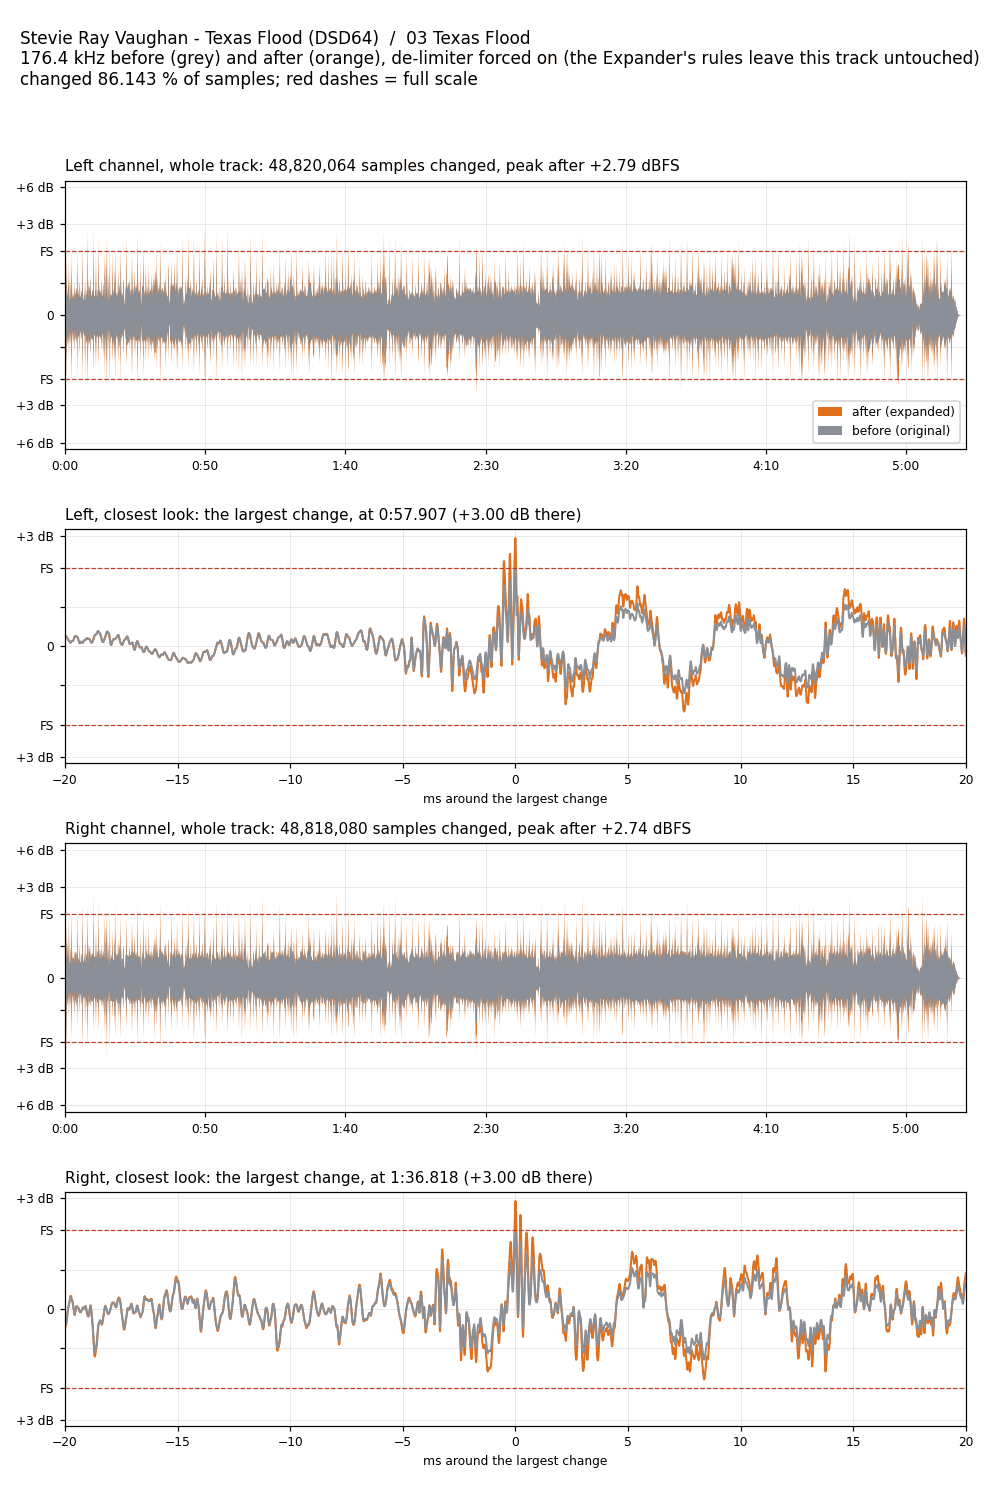 Stevie Ray Vaughan - Texas Flood (DSD64)  /  03 Texas Flood
176.4 kHz before (grey) and after (orange), de-limiter forced on (the Expander's rules leave this track untouched)
changed 86.143 % of samples; red dashes = full scale
Left channel, whole track: 48,820,064 samples changed, peak after +2.79 dBFS
+6 dB
+3 dB
FS
0
FS
+3 dB
+6 dB
after (expanded)
before (original)
0:00 0:50 1:40 2:30 3:20 4:10 5:00
Left, closest look: the largest change, at 0:57.907 (+3.00 dB there)
+3 dB
FS
0
FS
+3 dB
−20 −15 −10 −5 0 5 10 15 20
ms around the largest change
Right channel, whole track: 48,818,080 samples changed, peak after +2.74 dBFS
+6 dB
+3 dB
FS
0
FS
+3 dB
+6 dB
0:00 0:50 1:40 2:30 3:20 4:10 5:00
Right, closest look: the largest change, at 1:36.818 (+3.00 dB there)
+3 dB
FS
0
FS
+3 dB
−20 −15 −10 −5 0 5 10 15 20
ms around the largest change